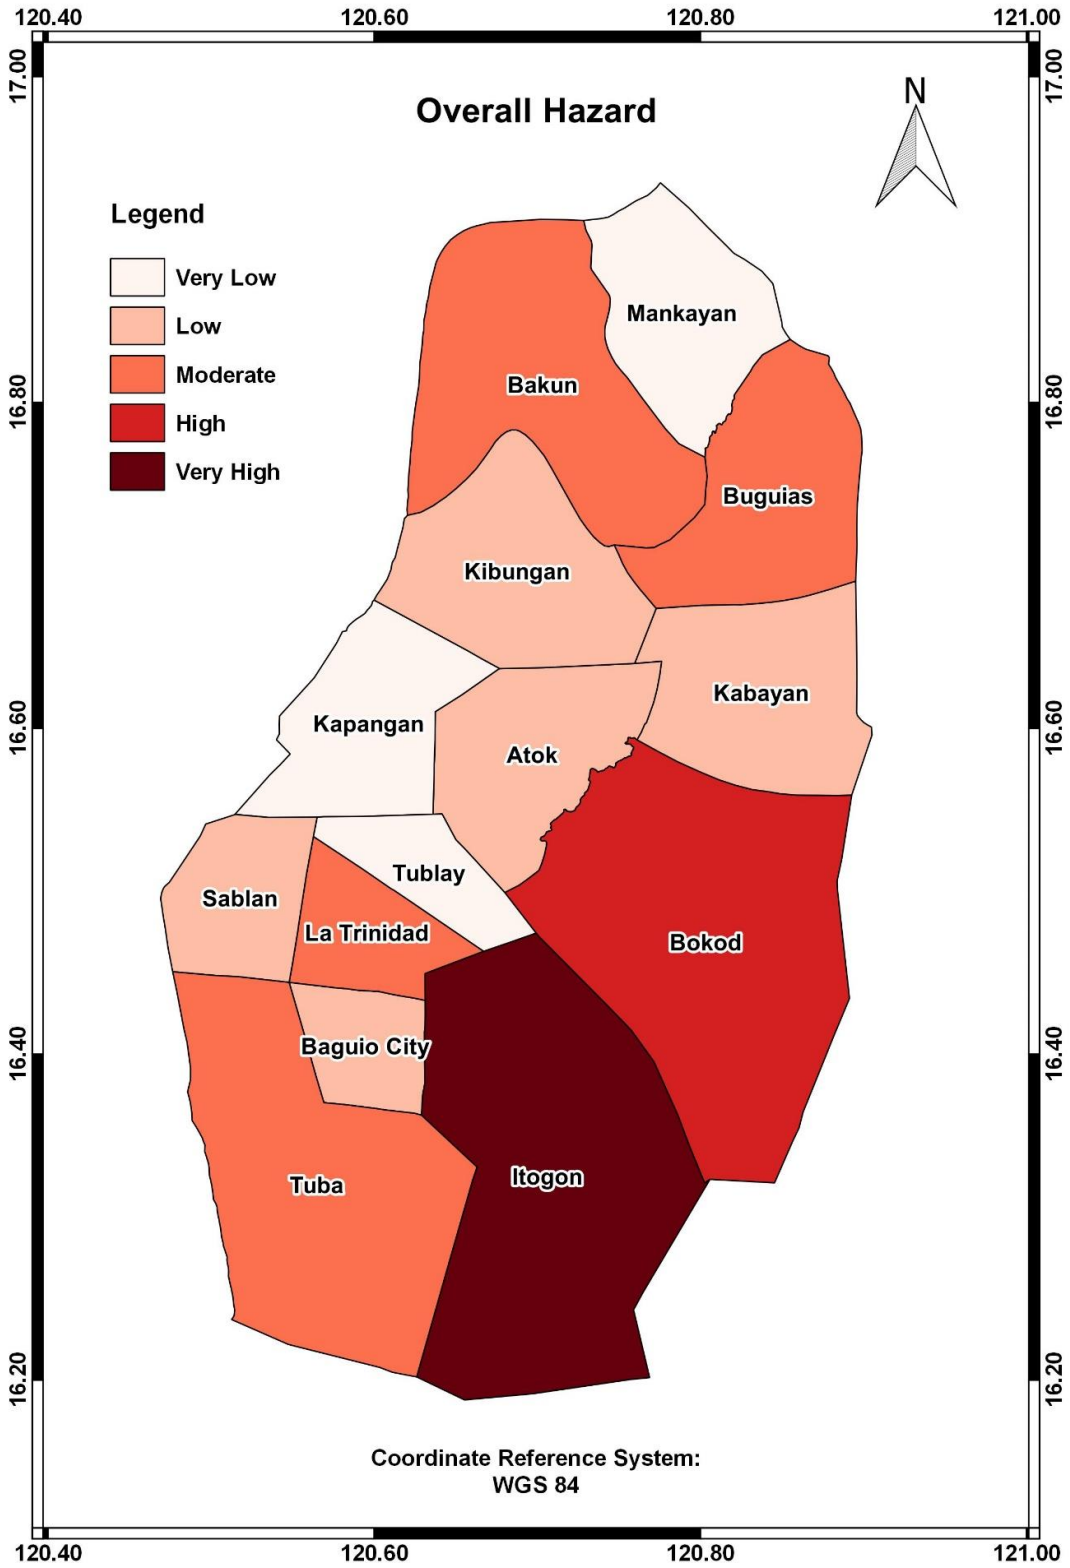 120.40 120.60 120.80 121.00
17.00 17.00
Overall Hazard
N
Legend
Very Low
Low
Moderate
High
Very High
Mankayan
Bakun
16.80 16.80
Buguias
Kibungan
Kabayan
Kapangan
16.60 16.60
Atok
Tublay
Sablan
La Trinidad
Bokod
Baguio City
16.40 16.40
Itogon
Tuba
16.20 16.20
Coordinate Reference System:
WGS 84
120.40 120.60 120.80 121.00